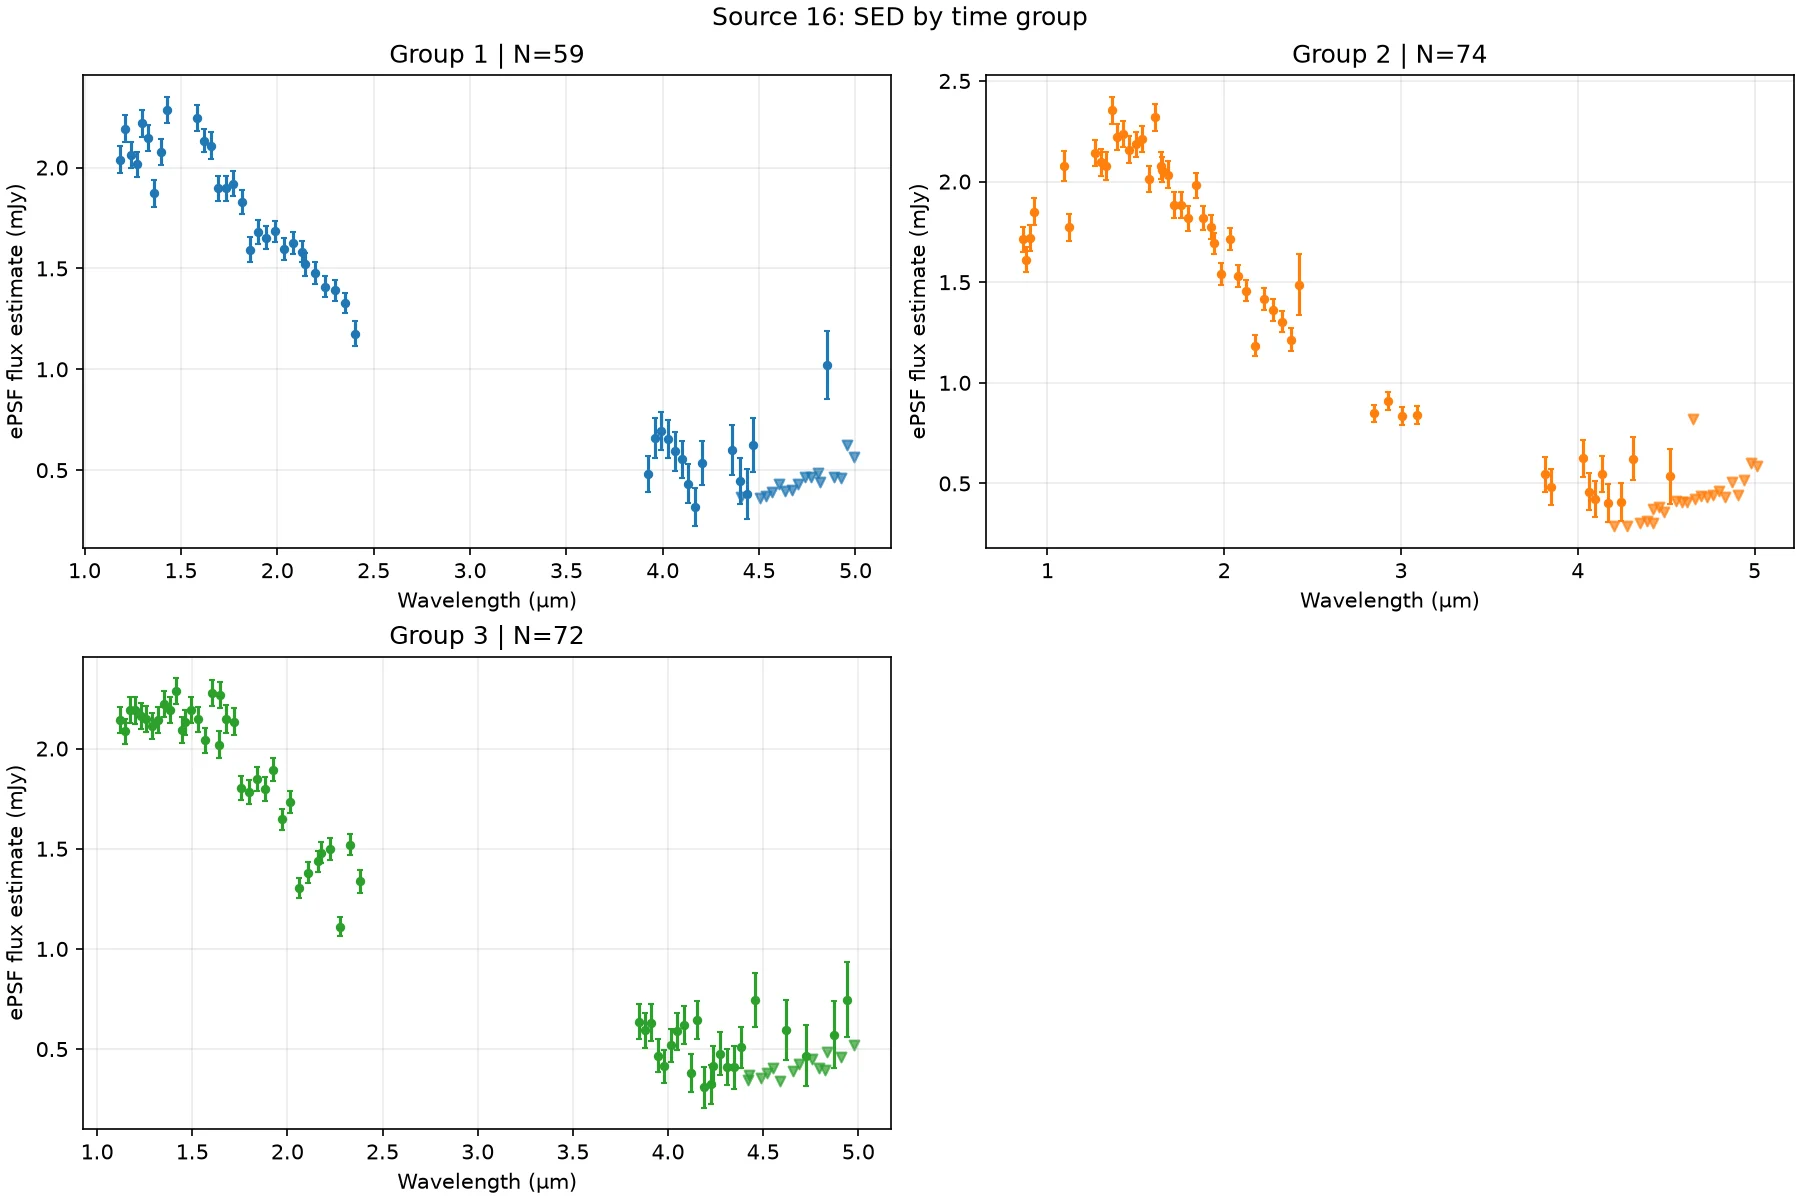 Source 16: SED by time group
Group 1 | N=59
ePSF flux estimate (mJy)
2.0
1.5
1.0
0.5
1.0 1.5 2.0 2.5 3.0 3.5 4.0 4.5 5.0
Wavelength (μm)
Group 2 | N=74
ePSF flux estimate (mJy)
2.5
2.0
1.5
1.0
0.5
1 2 3 4 5
Wavelength (μm)
Group 3 | N=72
ePSF flux estimate (mJy)
2.0
1.5
1.0
0.5
1.0 1.5 2.0 2.5 3.0 3.5 4.0 4.5 5.0
Wavelength (μm)